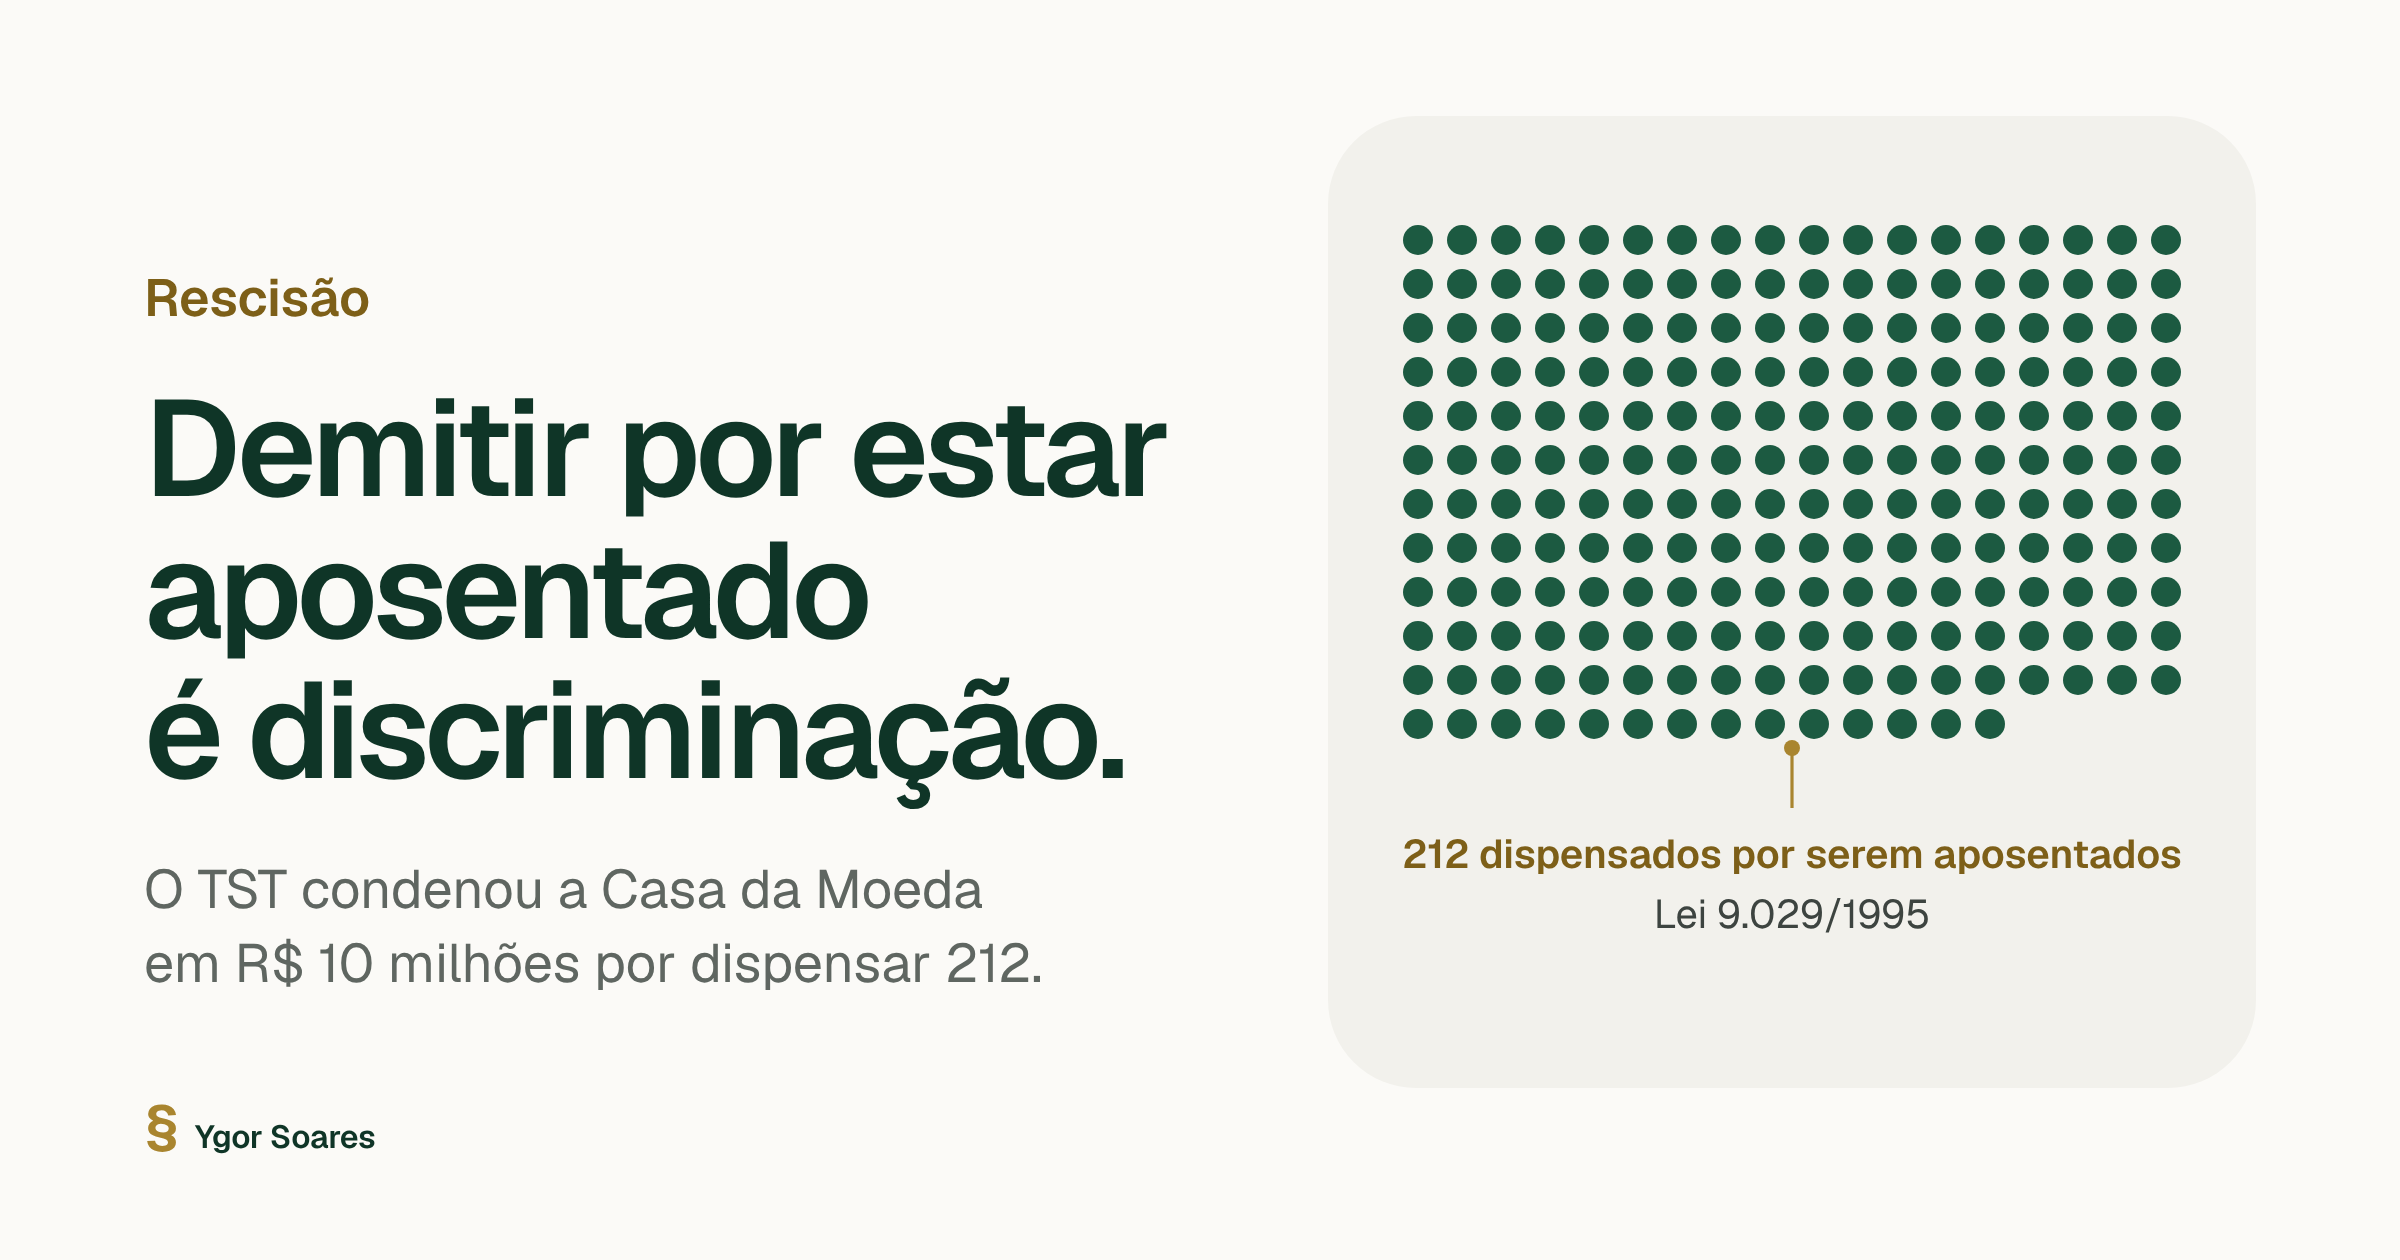 Rescisão
Demitir por estar
aposentado
é discriminação.
O TST condenou a Casa da Moeda
em R$ 10 milhões por dispensar 212.
§ Ygor Soares
212 dispensados por serem aposentados
Lei 9.029/1995